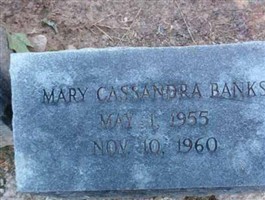 MARY CASSANDRA BANKS
MAY 1 1955
NOV. 10, 1960